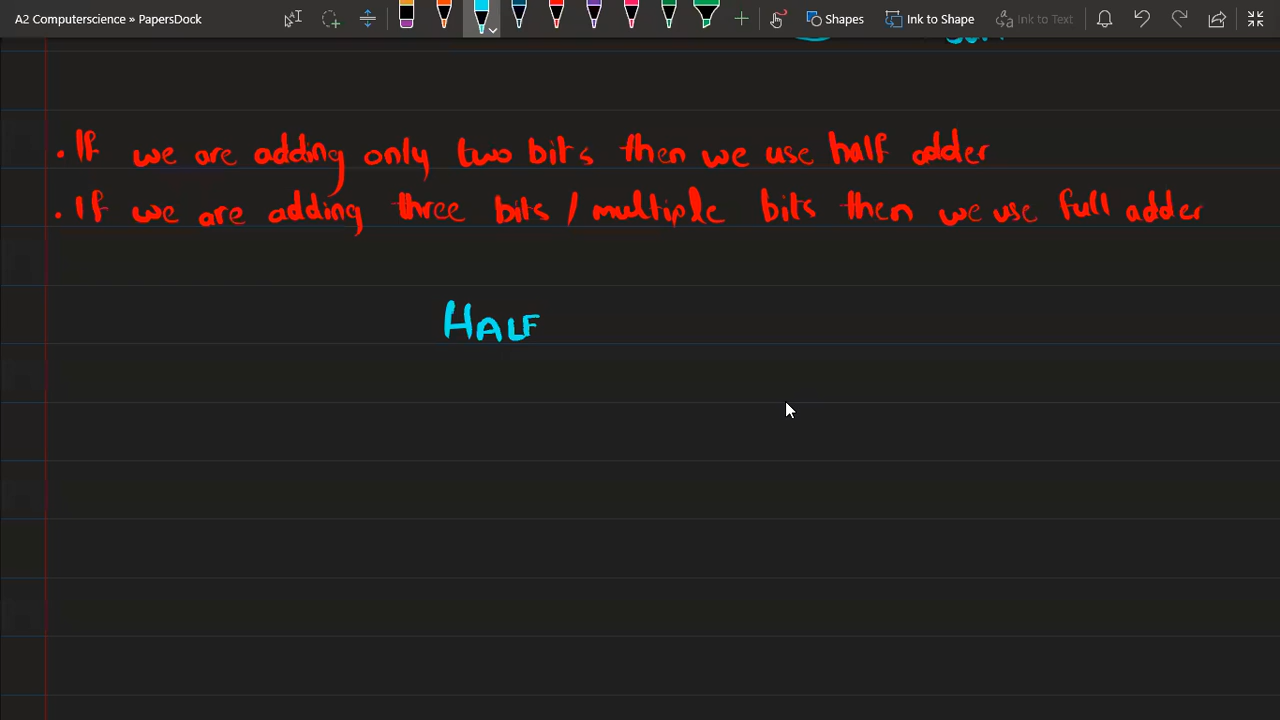 A2 Computerscience » PapersDock
Shapes
Ink to Shape
Ink to Text
. If we are adding only two bits then we use half adder
. If we are adding three bits / multiple bits then we use full adder
HALF